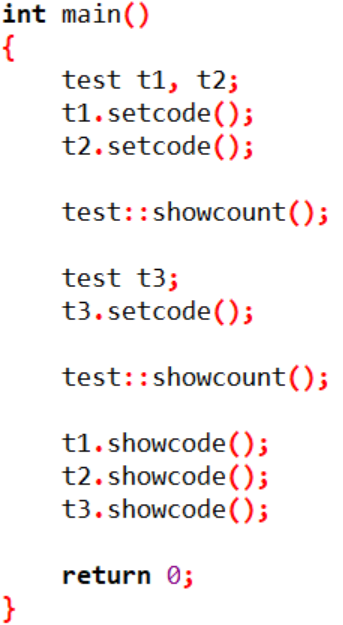 int main()
{
    test t1, t2;
    t1.setcode();
    t2.setcode();

    test::showcount();

    test t3;
    t3.setcode();

    test::showcount();

    t1.showcode();
    t2.showcode();
    t3.showcode();

    return 0;
}